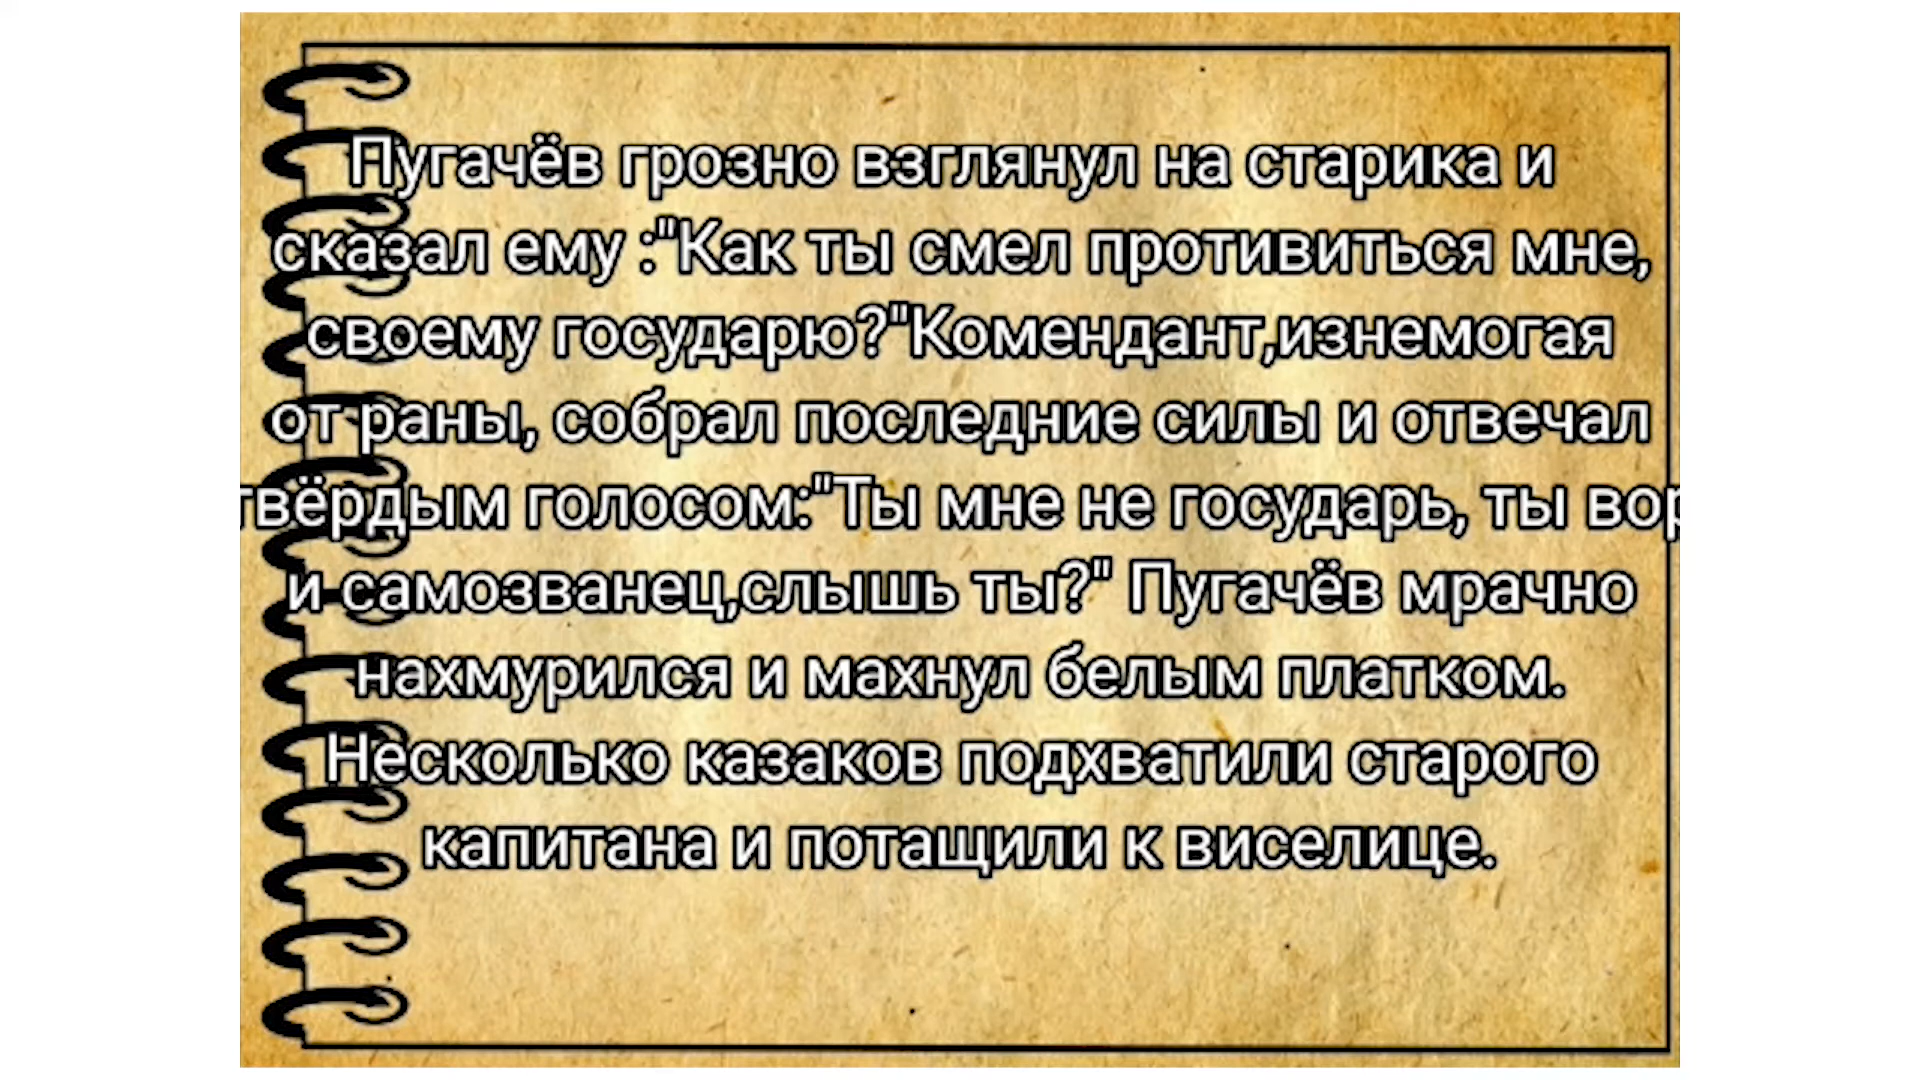 Пугачёв грозно взглянул на старика и
сказал ему :"Как ты смел противиться мне,
своему государю?"Комендант,изнемогая
от раны, собрал последние силы и отвечал
твёрдым голосом:"Ты мне не государь, ты вор
и самозванец,слышь ты?" Пугачёв мрачно
нахмурился и махнул белым платком.
Несколько казаков подхватили старого
капитана и потащили к виселице.